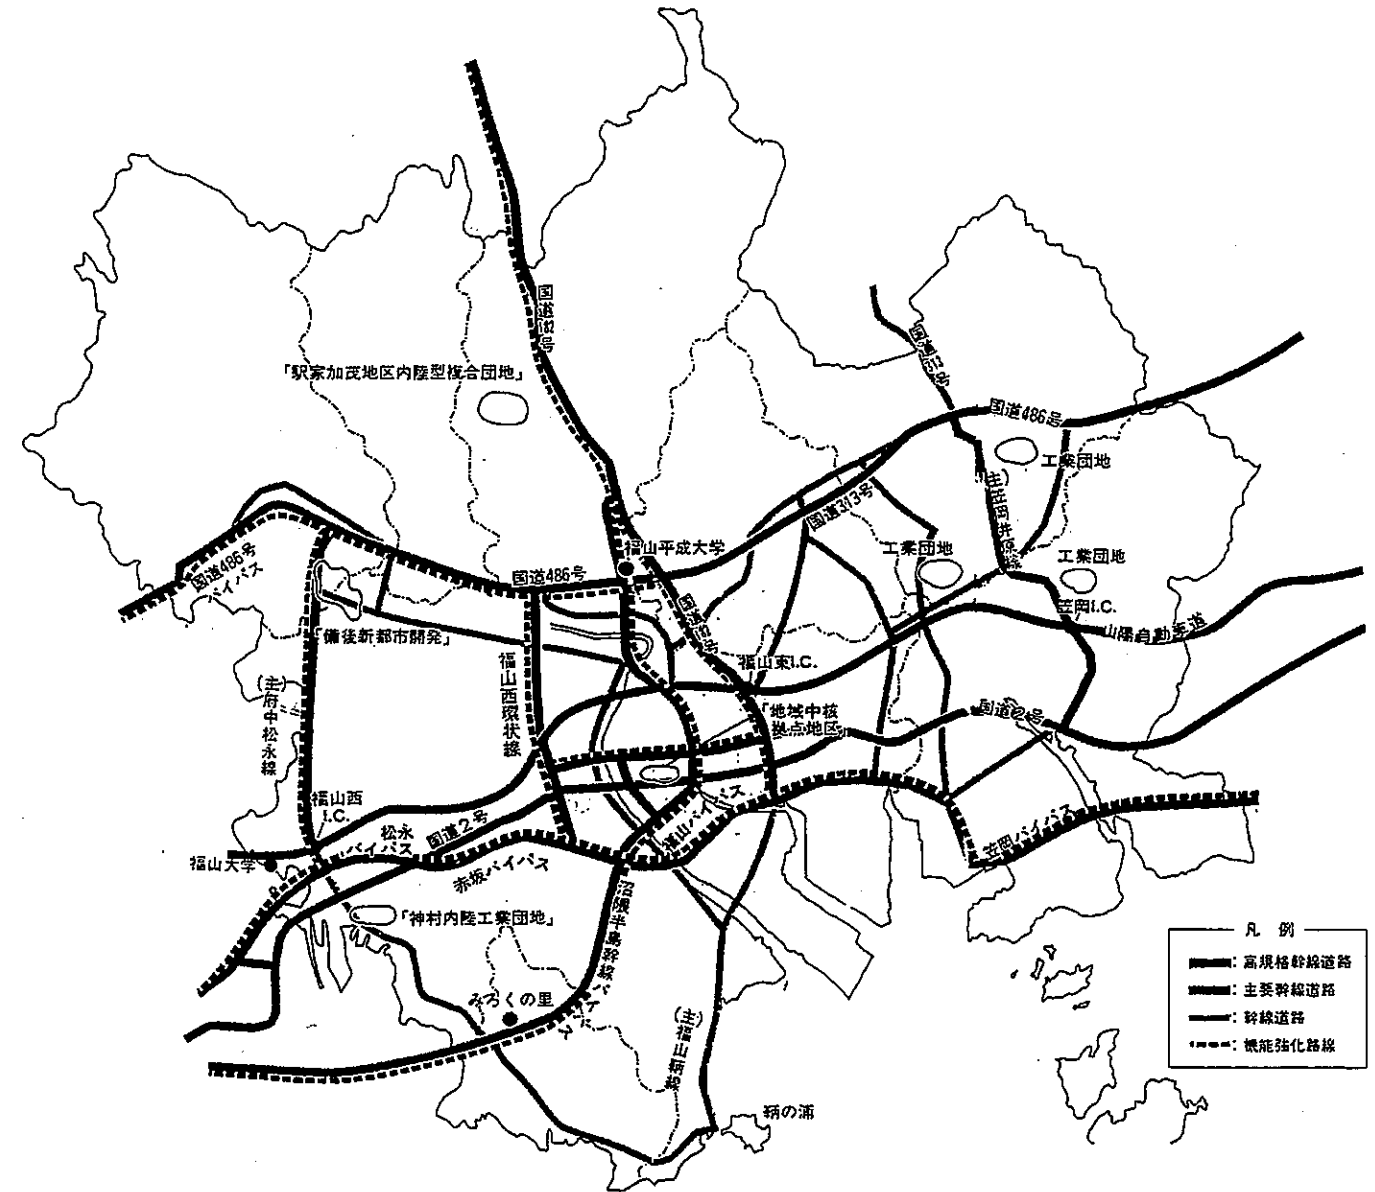 国道182号
「駅家加茂地区内陸型複合団地」
国道313号
国道486号
工業団地
(主)笠岡井原線
国道313号
福山平成大学
工業団地
工業団地
国道486号
バイパス
国道486号
国道313号
笠岡I.C.
山陽自動車道
「備後新都市開発」
福山西環状線
福山東I.C.
(主)府中松永線
「地域中核
拠点地区」
国道2号
福山西
I.C.
松永
バイパス
国道2号
福山バイパス
笠岡バイパス
福山大学
赤坂バイパス
沼隈半島幹線バイパス
「神村内陸工業団地」
みろくの里
(主)福山鞆線
鞆の浦
凡例
:高規格幹線道路
:主要幹線道路
:幹線道路
:機能強化路線